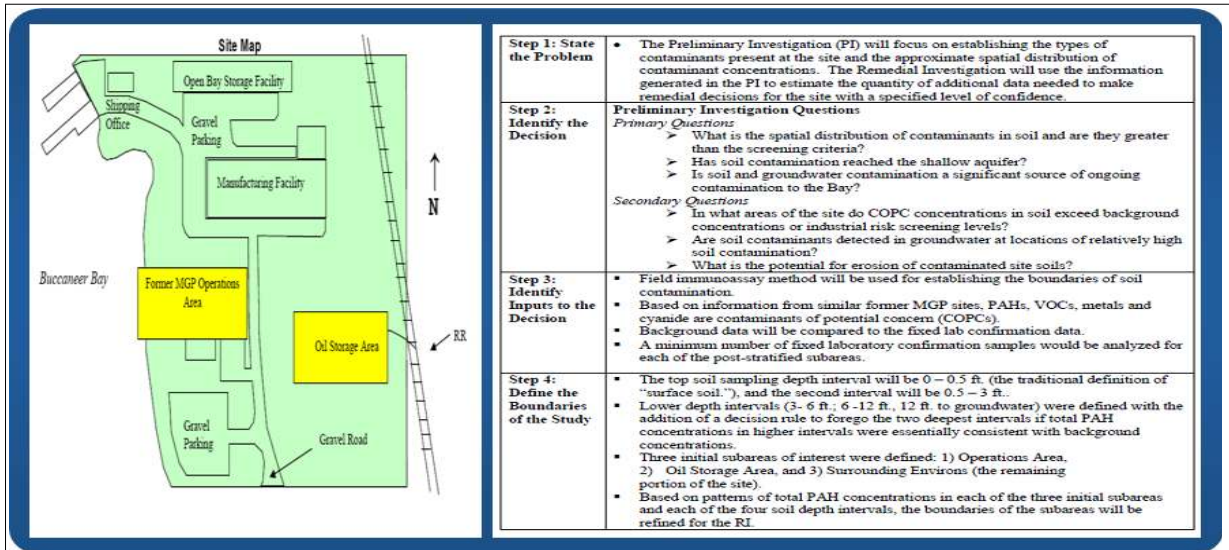 Site Map
Open Bay Storage Facility
Shipping
Office
Gravel
Parking
Manufacturing Facility
N
Buccaneer Bay
Former MGP Operations
Area
Oil Storage Area
RR
Gravel
Parking
Gravel Road
Step 1: State
the Problem
• The Preliminary Investigation (PI) will focus on establishing the types of
contaminants present at the site and the approximate spatial distribution of
contaminant concentrations. The Remedial Investigation will use the information
generated in the PI to estimate the quantity of additional data needed to make
remedial decisions for the site with a specified level of confidence.
Step 2:
Identify the
Decision
Preliminary Investigation Questions
Primary Questions
➢ What is the spatial distribution of contaminants in soil and are they greater
than the screening criteria?
➢ Has soil contamination reached the shallow aquifer?
➢ Is soil and groundwater contamination a significant source of ongoing
contamination to the Bay?
Secondary Questions
➢ In what areas of the site do COPC concentrations in soil exceed background
concentrations or industrial risk screening levels?
➢ Are soil contaminants detected in groundwater at locations of relatively high
soil contamination?
➢ What is the potential for erosion of contaminated site soils?
Step 3:
Identify
Inputs to the
Decision
▪ Field immunoassay method will be used for establishing the boundaries of soil
contamination.
▪ Based on information from similar former MGP sites, PAHs, VOCs, metals and
cyanide are contaminants of potential concern (COPCs).
▪ Background data will be compared to the fixed lab confirmation data.
▪ A minimum number of fixed laboratory confirmation samples would be analyzed for
each of the post-stratified subareas.
Step 4:
Define the
Boundaries
of the Study
▪ The top soil sampling depth interval will be 0 – 0.5 ft. (the traditional definition of
“surface soil.”), and the second interval will be 0.5 – 3 ft..
▪ Lower depth intervals (3- 6 ft.; 6 -12 ft., 12 ft. to groundwater) were defined with the
addition of a decision rule to forego the two deepest intervals if total PAH
concentrations in higher intervals were essentially consistent with background
concentrations.
▪ Three initial subareas of interest were defined: 1) Operations Area,
2) Oil Storage Area, and 3) Surrounding Environs (the remaining
portion of the site).
▪ Based on patterns of total PAH concentrations in each of the three initial subareas
and each of the four soil depth intervals, the boundaries of the subareas will be
refined for the RI.